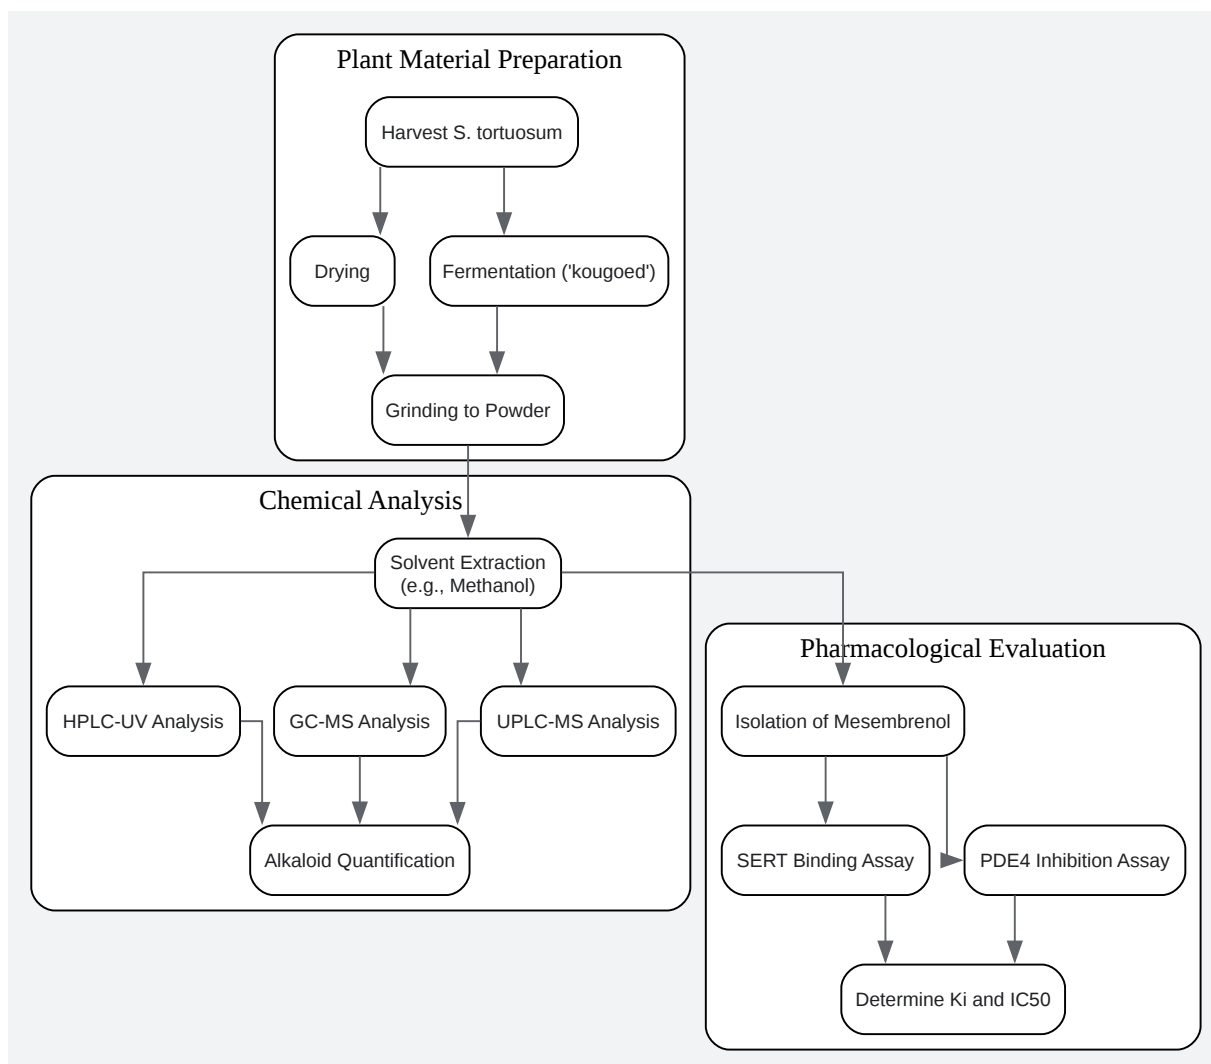 Plant Material Preparation
Harvest S. tortuosum
Drying
Fermentation ('kougoed')
Grinding to Powder
Chemical Analysis
Solvent Extraction
(e.g., Methanol)
HPLC-UV Analysis
GC-MS Analysis
UPLC-MS Analysis
Alkaloid Quantification
Pharmacological Evaluation
Isolation of Mesembrenol
SERT Binding Assay
PDE4 Inhibition Assay
Determine Ki and IC50